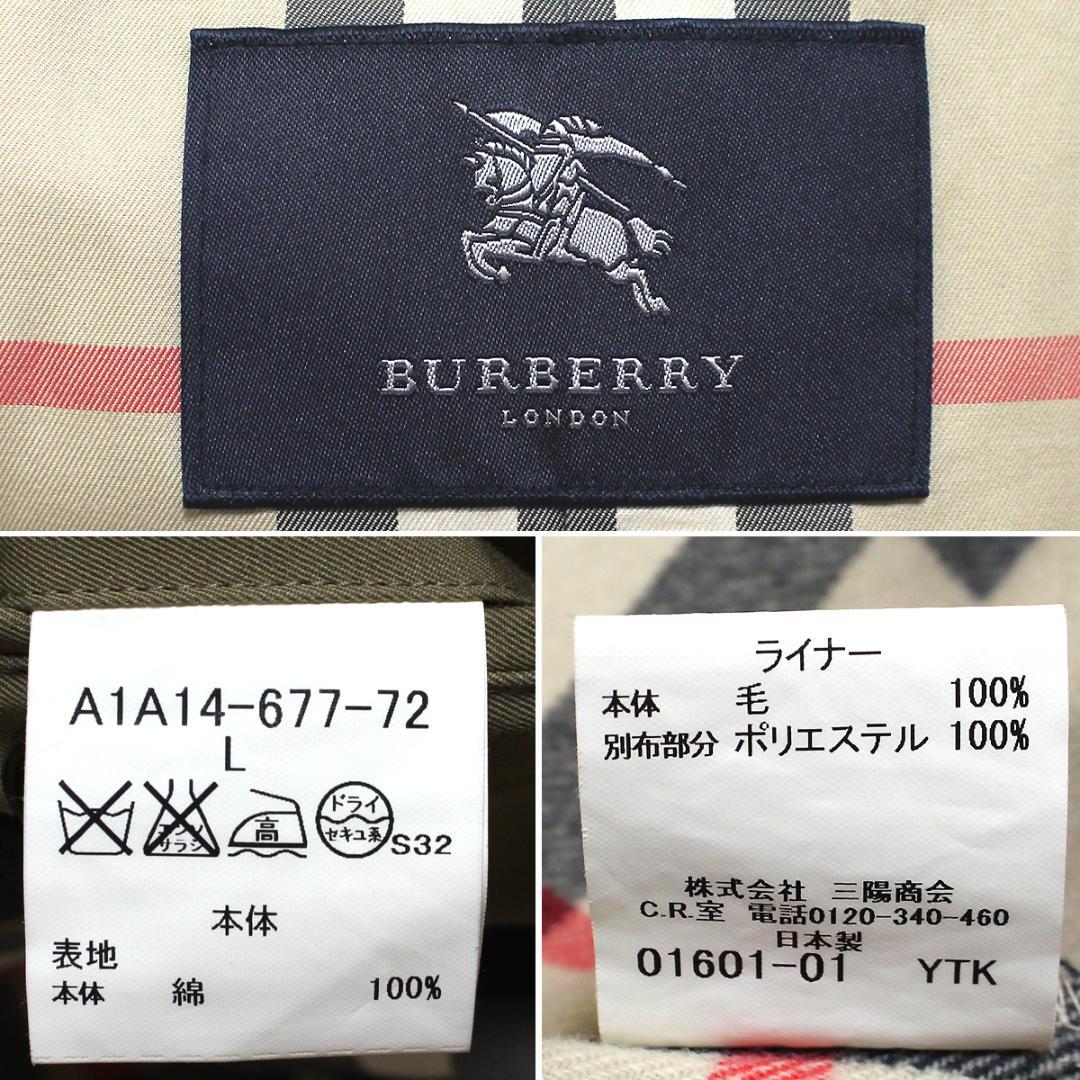 BURBERRY
LONDON
A1A14-677-72
L
エンソ
サラシ
高
ドライ
セキユ系
S32
本体
表地
本体 綿 100%
ライナー
本体 毛 100%
別布部分 ポリエステル 100%
株式会社 三陽商会
C.R.室 電話0120-340-460
日本製
01601-01 YTK